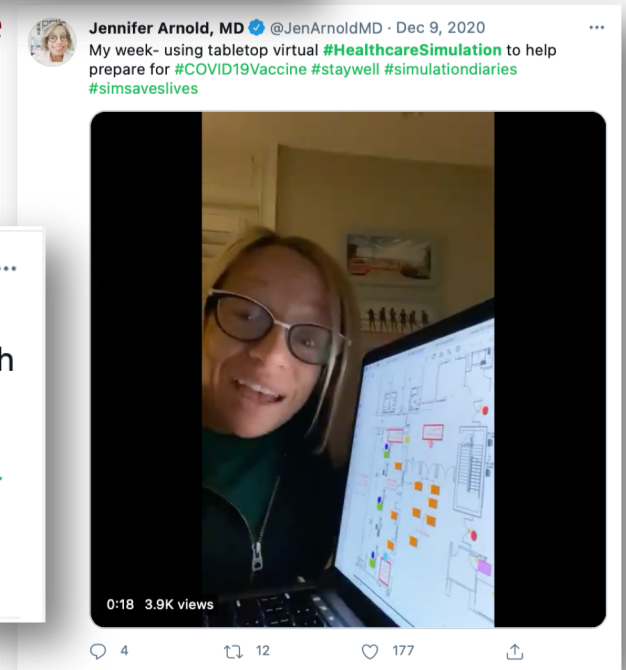 Jennifer Arnold, MD @JenArnoldMD · Dec 9, 2020
My week- using tabletop virtual #HealthcareSimulation to help
prepare for #COVID19Vaccine #staywell #simulationdiaries
#simsaveslives
h
0:18 3.9K views
4 12 177